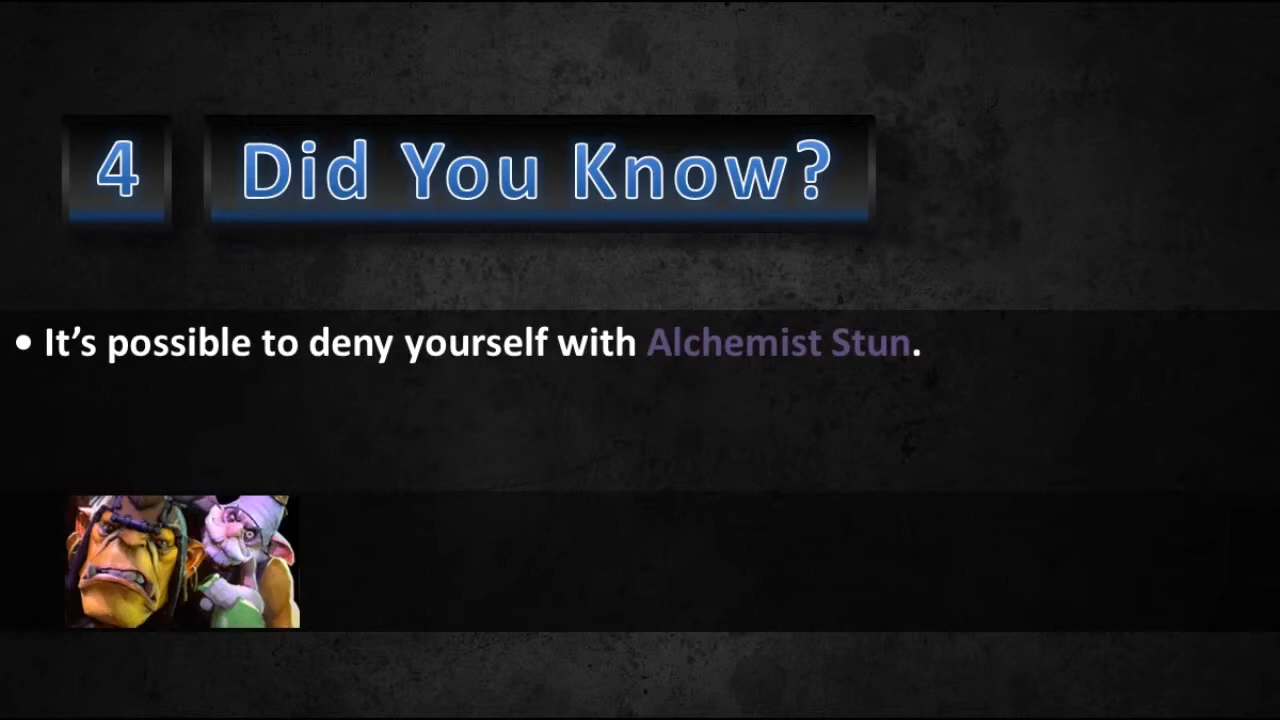 4 Did You Know?
• It’s possible to deny yourself with Alchemist Stun.